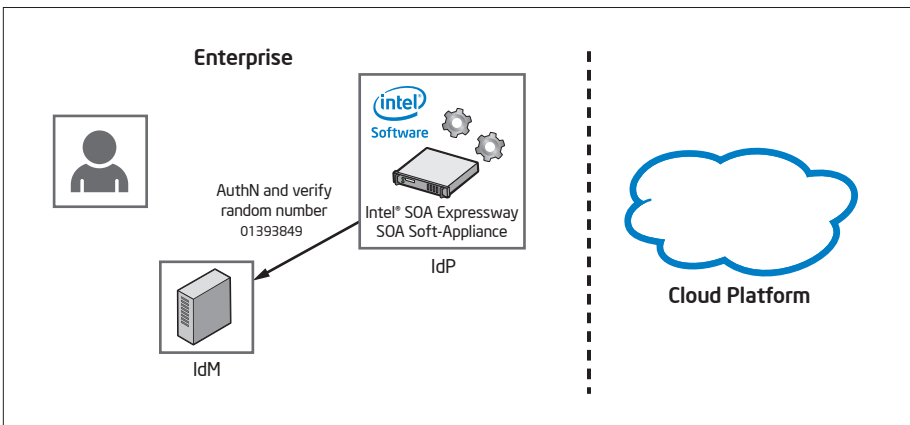 Enterprise
intel
Software
AuthN and verify
random number
01393849
Intel® SOA Expressway
SOA Soft-Appliance
IdP
IdM
Cloud Platform